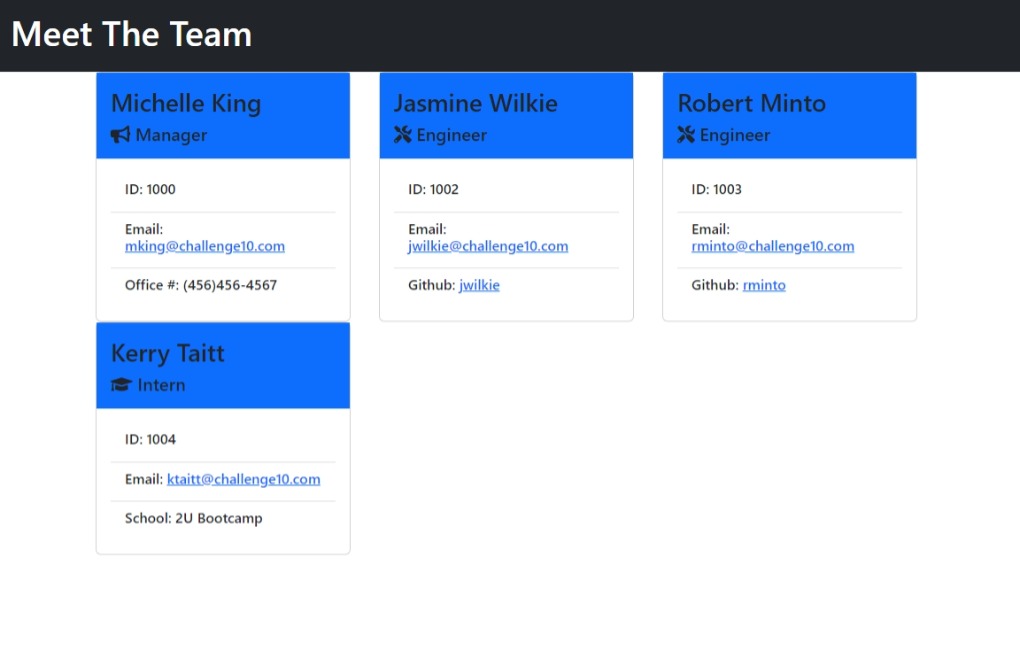 Meet The Team
Michelle King
Manager
ID: 1000
Email:
mking@challenge10.com
Office #: (456)456-4567
Jasmine Wilkie
Engineer
ID: 1002
Email:
jwilkie@challenge10.com
Github: jwilkie
Robert Minto
Engineer
ID: 1003
Email:
rminto@challenge10.com
Github: rminto
Kerry Taitt
Intern
ID: 1004
Email: ktaitt@challenge10.com
School: 2U Bootcamp